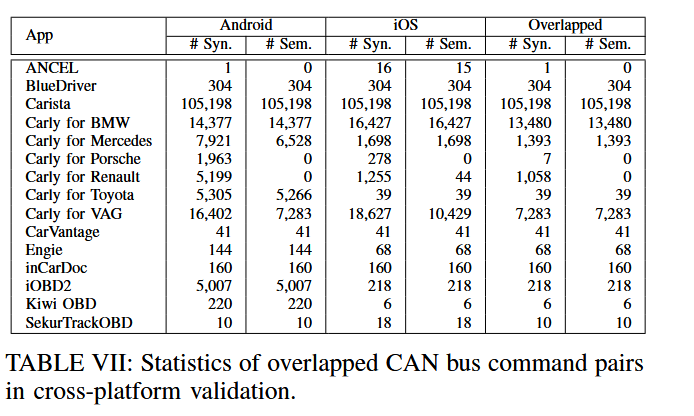 App Android iOS Overlapped
# Syn. # Sem. # Syn. # Sem. # Syn. # Sem.
ANCEL 1 0 16 15 1 0
BlueDriver 304 304 304 304 304 304
Carista 105,198 105,198 105,198 105,198 105,198 105,198
Carly for BMW 14,377 14,377 16,427 16,427 13,480 13,480
Carly for Mercedes 7,921 6,528 1,698 1,698 1,393 1,393
Carly for Porsche 1,963 0 278 0 7 0
Carly for Renault 5,199 0 1,255 44 1,058 0
Carly for Toyota 5,305 5,266 39 39 39 39
Carly for VAG 16,402 7,283 18,627 10,429 7,283 7,283
CarVantage 41 41 41 41 41 41
Engie 144 144 68 68 68 68
inCarDoc 160 160 160 160 160 160
iOBD2 5,007 5,007 218 218 218 218
Kiwi OBD 220 220 6 6 6 6
SekurTrackOBD 10 10 18 18 10 10
TABLE VII: Statistics of overlapped CAN bus command pairs
in cross-platform validation.